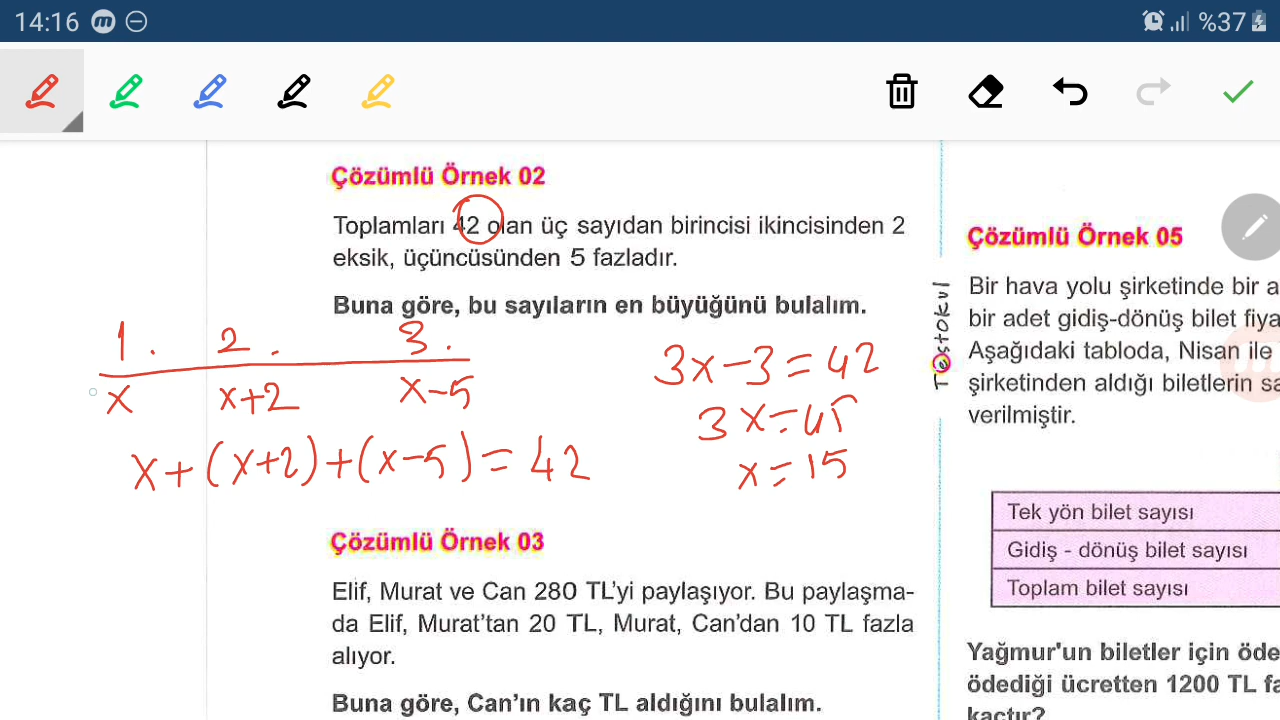 14:16
%37
Çözümlü Örnek 02
Toplamları 42 olan üç sayıdan birincisi ikincisinden 2
eksik, üçüncüsünden 5 fazladır.
Buna göre, bu sayıların en büyüğünü bulalım.
1. 2. 3.
x x+2 x-5
x+(x+2)+(x-5)=42
3x-3=42
3x=45
x=15
Çözümlü Örnek 03
Elif, Murat ve Can 280 TL'yi paylaşıyor. Bu paylaşma-
da Elif, Murat'tan 20 TL, Murat, Can'dan 10 TL fazla
alıyor.
Buna göre, Can'ın kaç TL aldığını bulalım.
Testokul
Çözümlü Örnek 05
Bir hava yolu şirketinde bir a
bir adet gidiş-dönüş bilet fiya
Aşağıdaki tabloda, Nisan ile
şirketinden aldığı biletlerin sa
verilmiştir.
Tek yön bilet sayısı
Gidiş - dönüş bilet sayısı
Toplam bilet sayısı
Yağmur'un biletler için öde
ödediği ücretten 1200 TL fa
kaçtır?